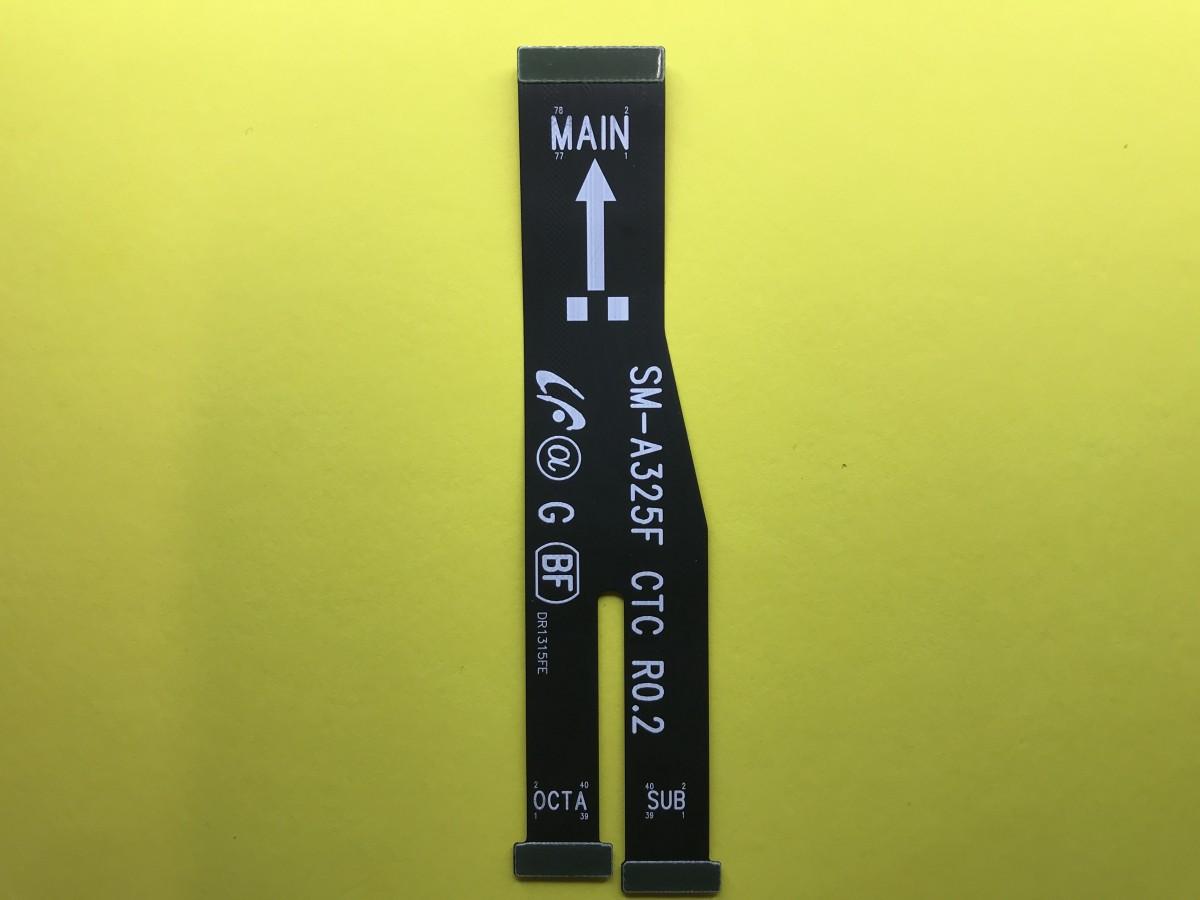 78 2
MAIN
77 1
SM-A325F CTC R0.2
α G BF
DR1315FE
2 40
OCTA
1 39
40 2
SUB
39 1